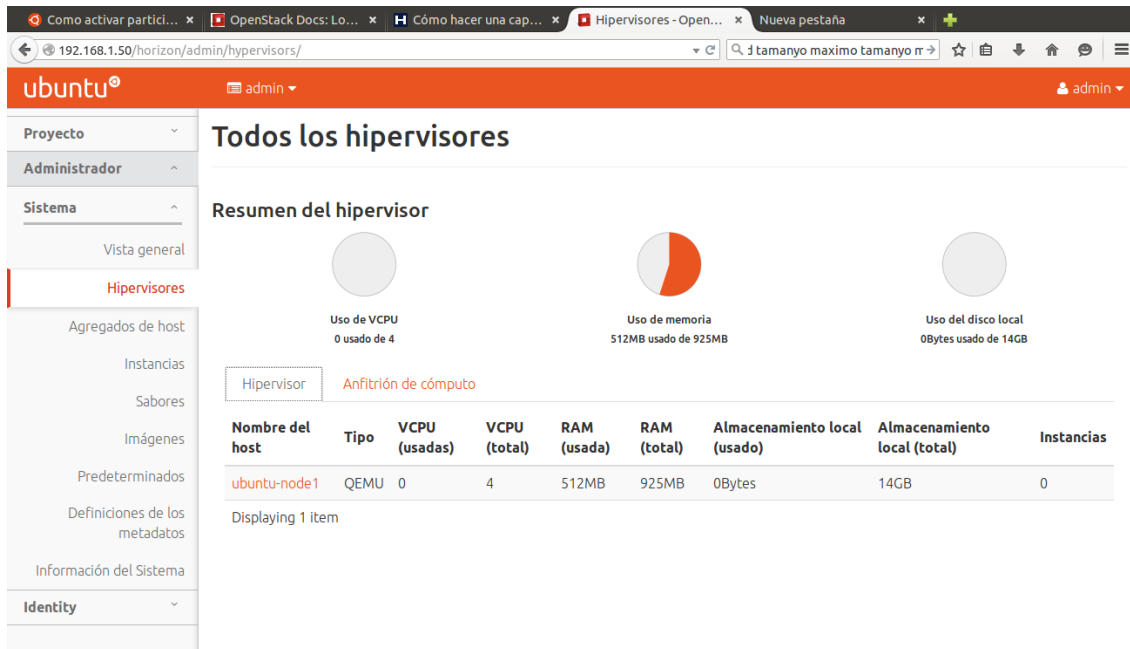 Como activar partici...
OpenStack Docs: Lo...
Cómo hacer una cap...
Hipervisores - Open...
Nueva pestaña
192.168.1.50/horizon/admin/hypervisors/
tamanyo maximo tamanyo
ubuntu
admin
admin
Proyecto
Administrador
Sistema
Vista general
Hipervisores
Agregados de host
Instancias
Sabores
Imágenes
Predeterminados
Definiciones de los
metadatos
Información del Sistema
Identity
Todos los hipervisores
Resumen del hipervisor
Uso de VCPU
0 usado de 4
Uso de memoria
512MB usado de 925MB
Uso del disco local
0Bytes usado de 14GB
Hipervisor
Anfitrión de cómputo
Nombre del host Tipo VCPU (usadas) VCPU (total) RAM (usada) RAM (total) Almacenamiento local (usado) Almacenamiento local (total) Instancias
ubuntu-node1 QEMU 0 4 512MB 925MB 0Bytes 14GB 0
Displaying 1 item